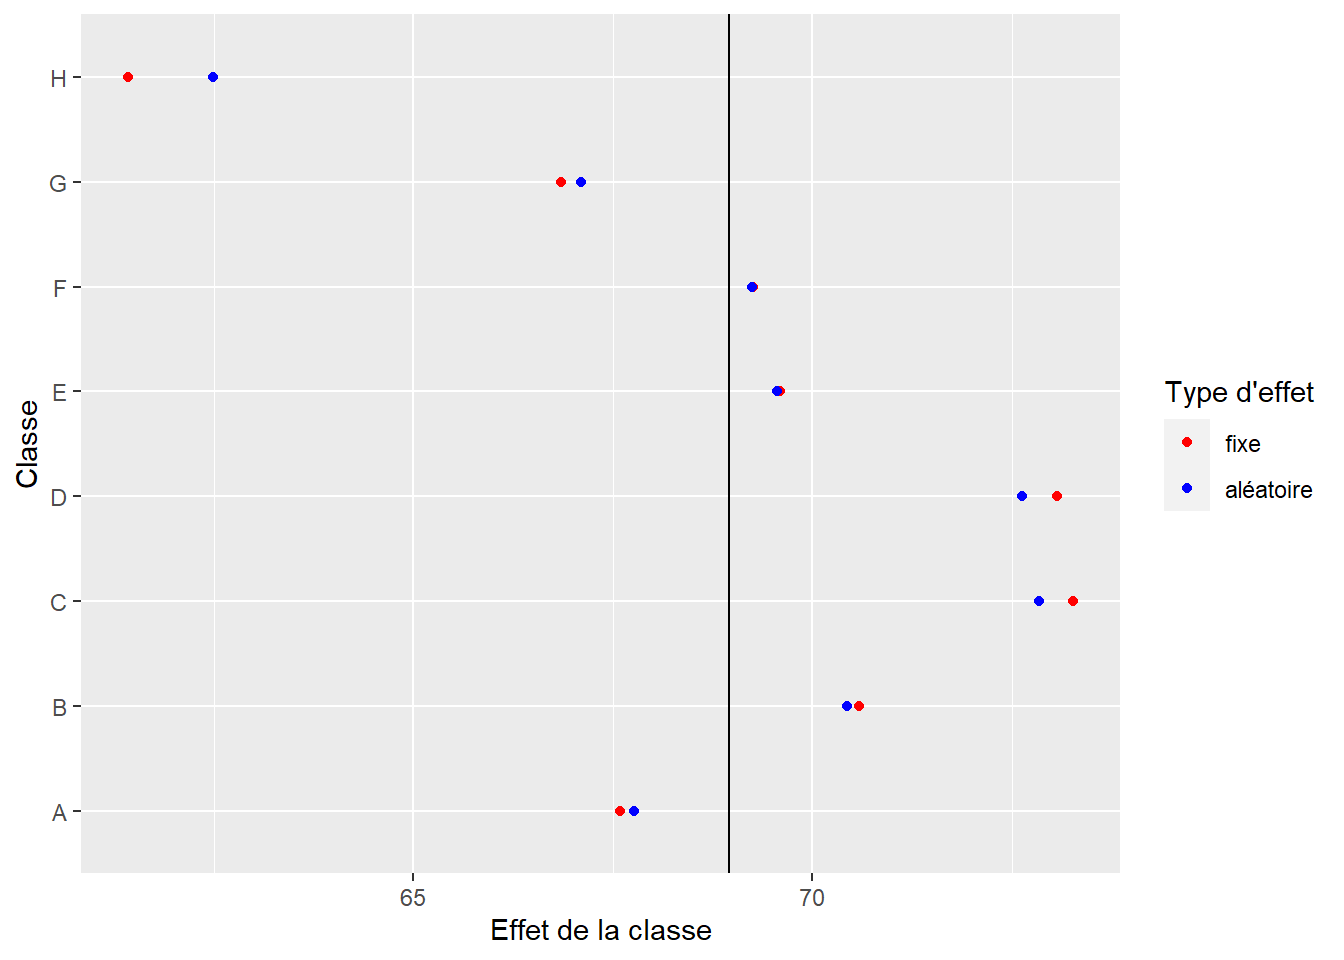 H
G
F
E
D
C
B
A
Classe
65
70
Effet de la classe
Type d'effet
fixe
aléatoire